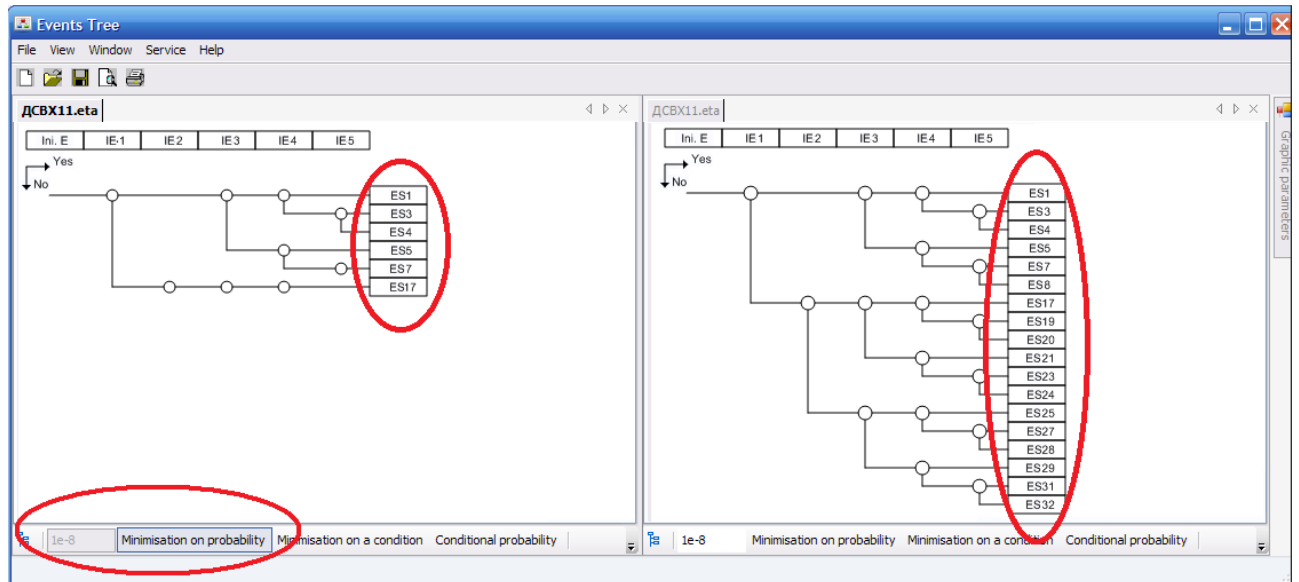 Events Tree
File View Window Service Help
ДСВХ11.eta
Ini. E IE-1 IE2 IE3 IE4 IE5
Yes
No
ES1
ES3
ES4
ES5
ES7
ES17
1e-8 Minimisation on probability Minimisation on a condition Conditional probability
ДСВХ11.eta
Ini. E IE1 IE2 IE3 IE4 IE5
Yes
No
ES1
ES3
ES4
ES5
ES7
ES8
ES17
ES19
ES20
ES21
ES23
ES24
ES25
ES27
ES28
ES29
ES31
ES32
1e-8 Minimisation on probability Minimisation on a condition Conditional probability
Graphic parameters